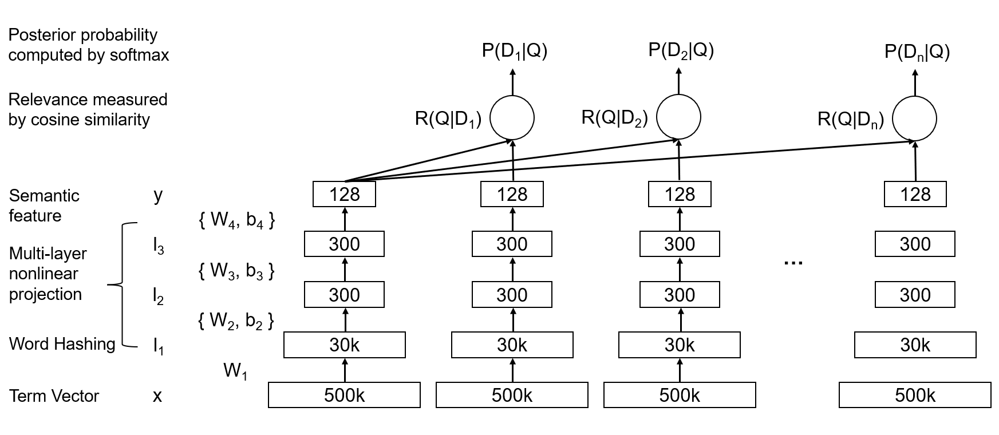 Posterior probability
computed by softmax
P(D1|Q) P(D2|Q) P(Dn|Q)
Relevance measured
by cosine similarity
R(Q|D1) R(Q|D2) R(Q|Dn)
Semantic
feature
y
128 128 128 128
{ W4, b4 }
Multi-layer
nonlinear
projection
l3
300 300 300 300
{ W3, b3 }
...
l2
300 300 300 300
{ W2, b2 }
Word Hashing
l1
30k 30k 30k 30k
W1
Term Vector x
500k 500k 500k 500k